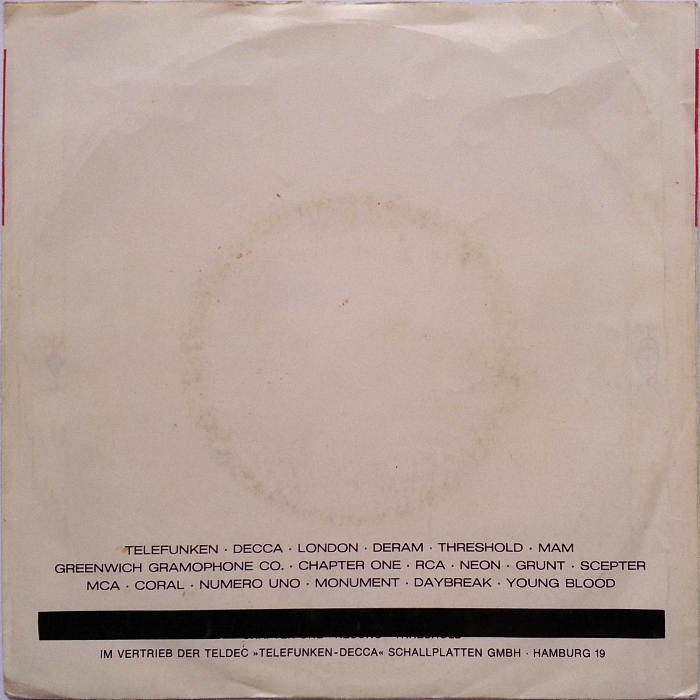 TELEFUNKEN · DECCA · LONDON · DERAM · THRESHOLD · MAM
GREENWICH GRAMOPHONE CO. · CHAPTER ONE · RCA · NEON · GRUNT · SCEPTER
MCA · CORAL · NUMERO UNO · MONUMENT · DAYBREAK · YOUNG BLOOD
IM VERTRIEB DER TELDEC »TELEFUNKEN-DECCA« SCHALLPLATTEN GMBH · HAMBURG 19